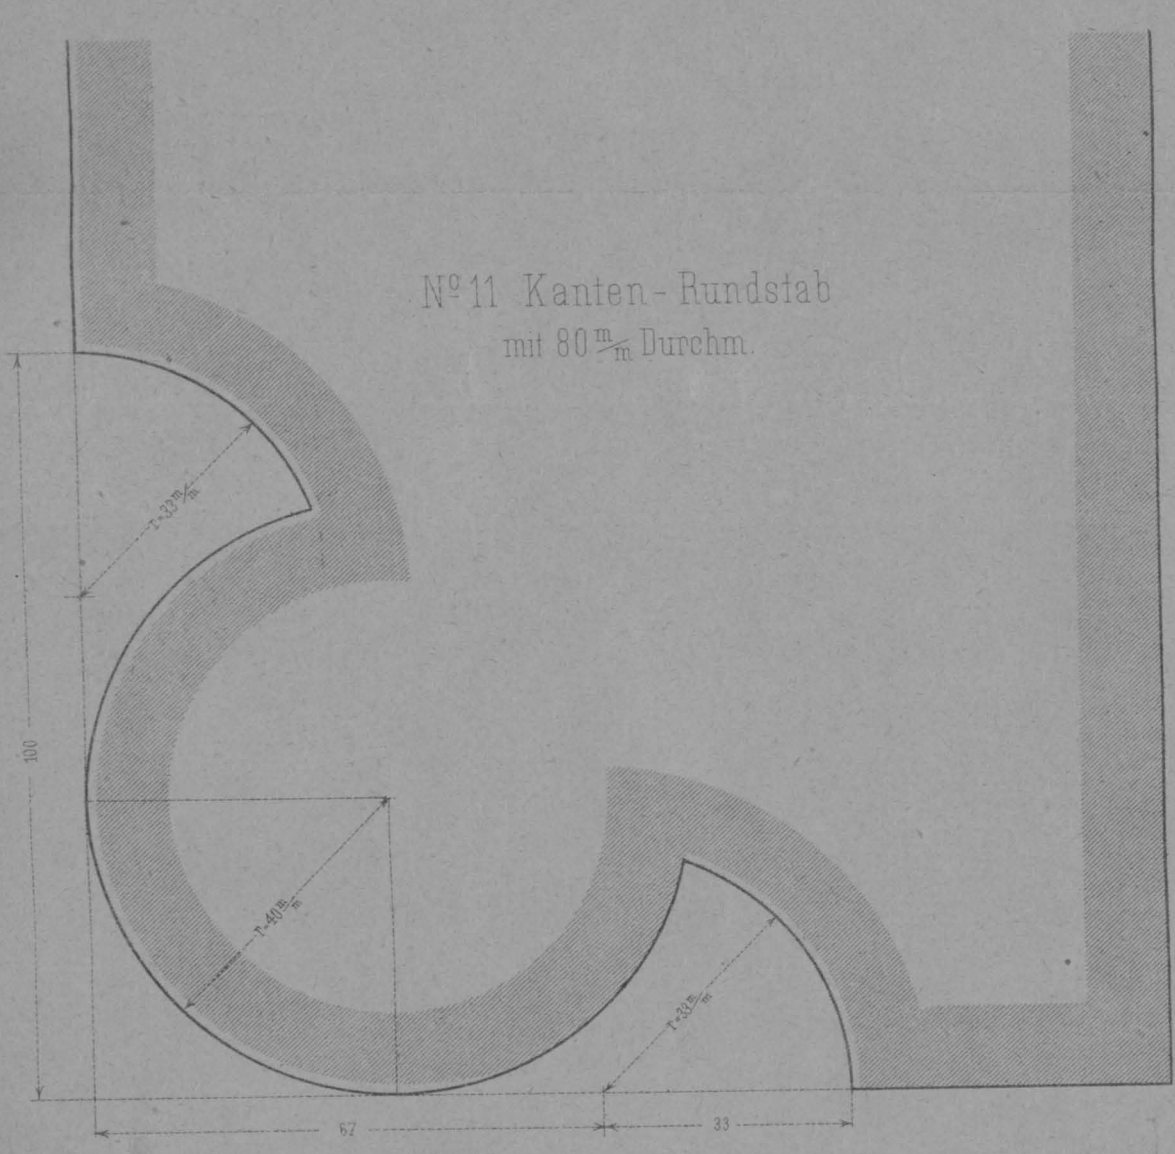 Nº 11 Kanten-Rundstab
mit 80 m/m Durchm.
r=33 m/m
100
r=40 m/m
r=33 m/m
67
33